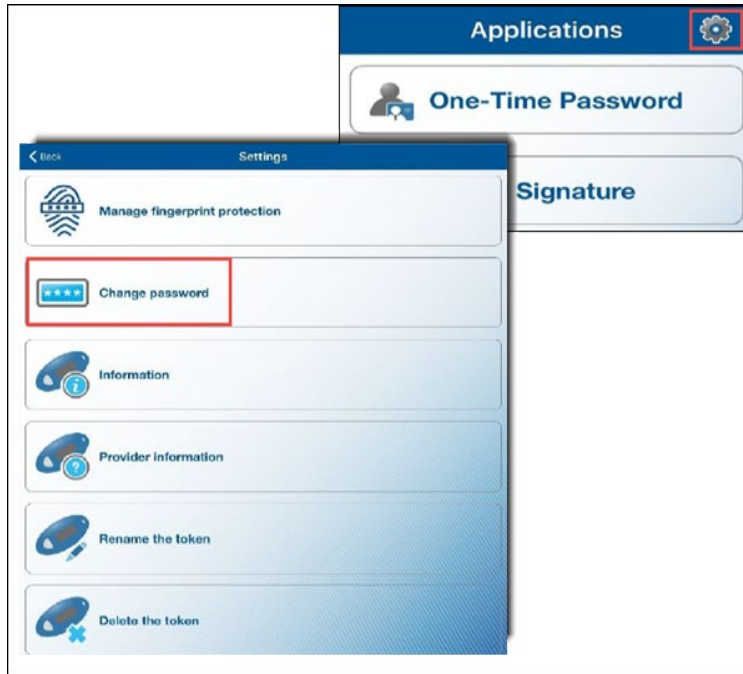 Applications
One-Time Password
Signature
Back
Settings
Manage fingerprint protection
****
Change password
Information
Provider information
Rename the token
Delete the token